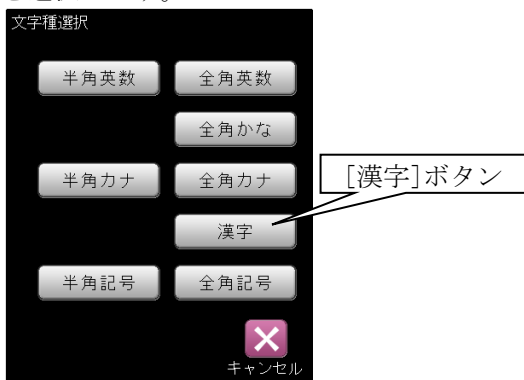 文字種選択
半角英数 全角英数
全角かな
半角カナ 全角カナ
[漢字]ボタン
漢字
半角記号 全角記号
キャンセル